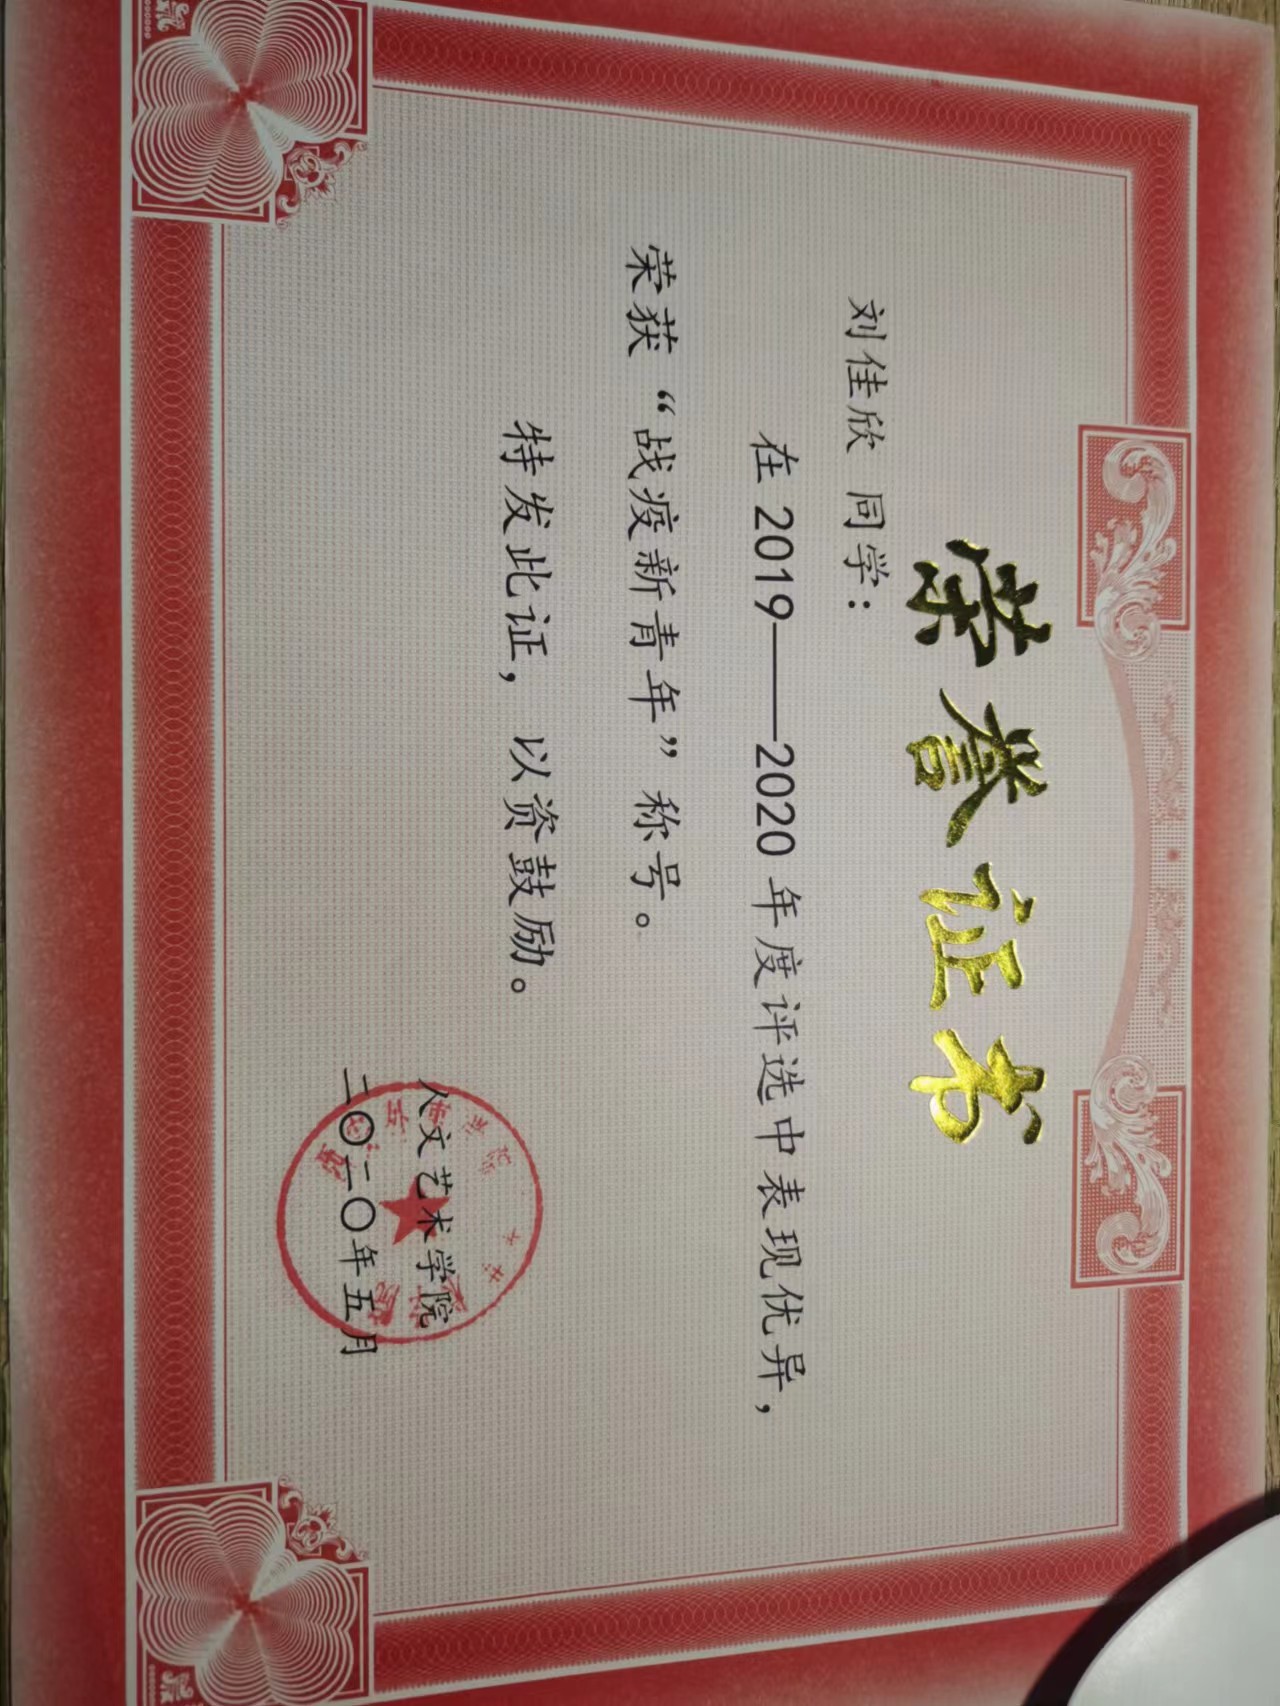 荣誉证书
刘佳欣 同学：
在 2019——2020 年度评选中表现优异，
荣获“战疫新青年”称号。
特发此证，以资鼓励。
人文艺术学院
二〇二〇年五月